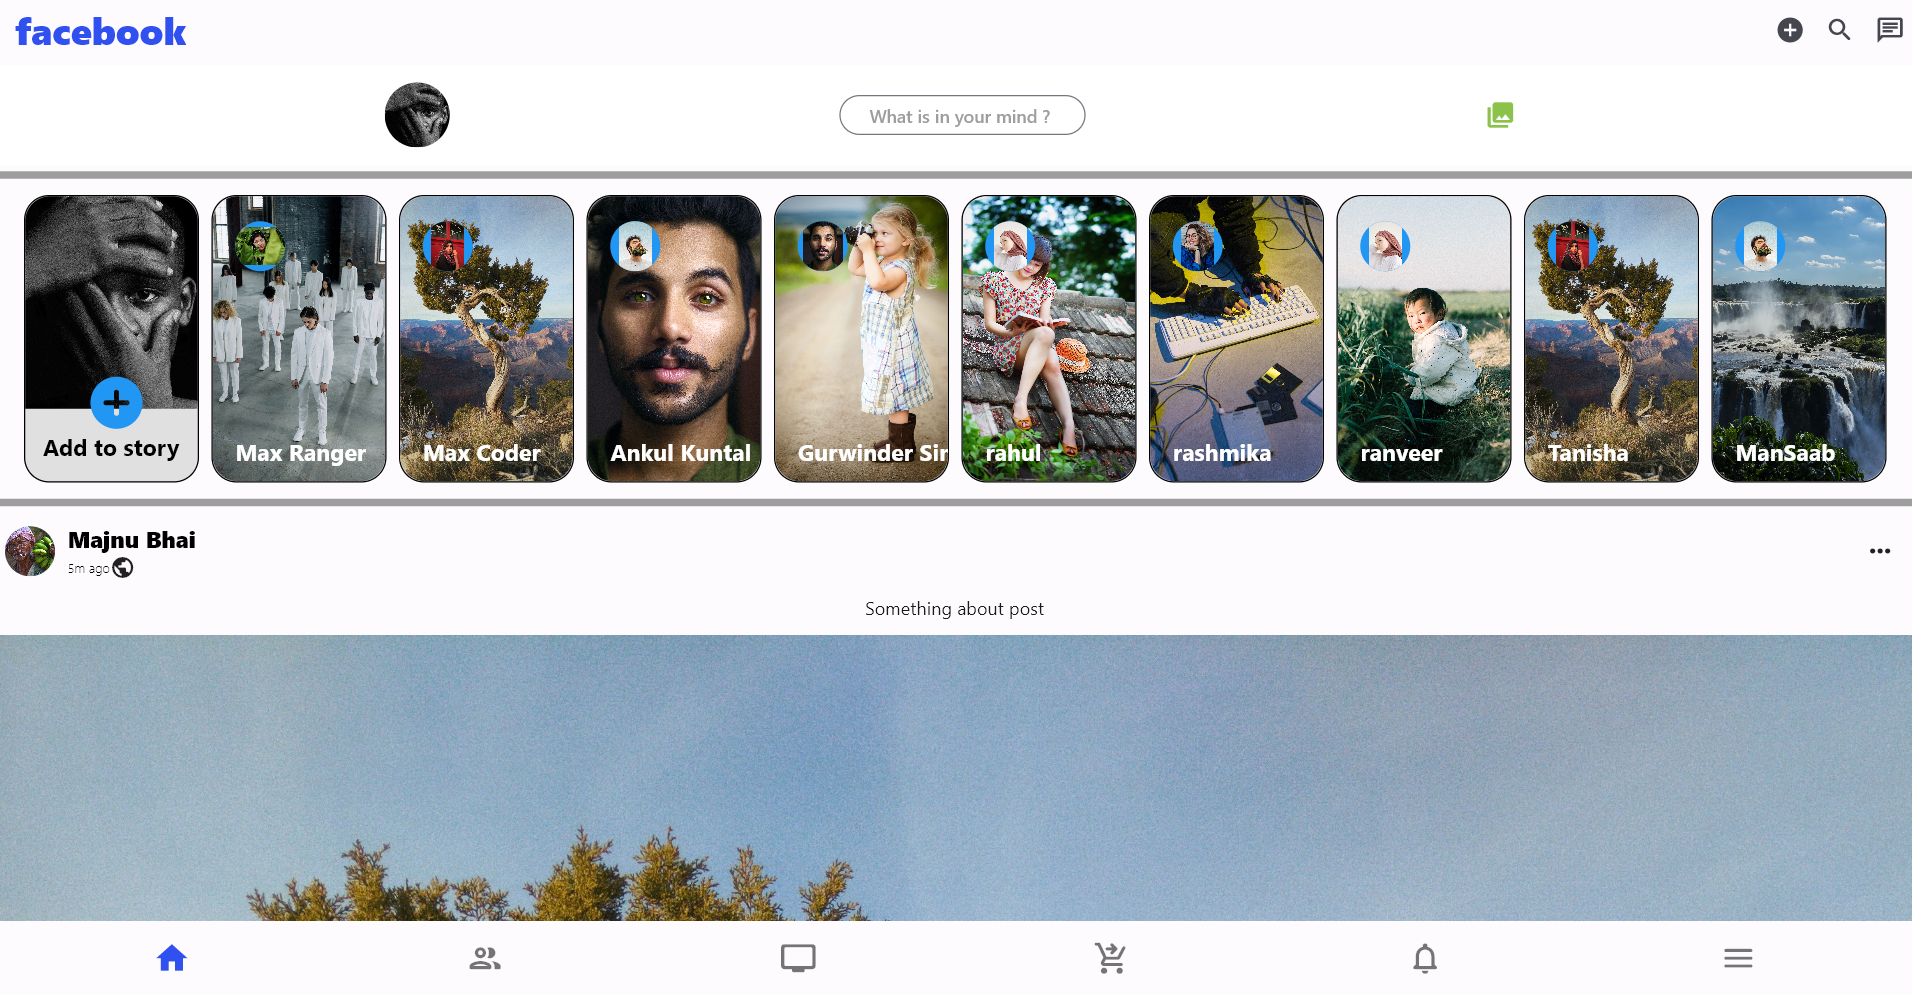 facebook
What is in your mind ?
Add to story
Max Ranger
Max Coder
Ankul Kuntal
Gurwinder Sin
rahul
rashmika
ranveer
Tanisha
ManSaab
Majnu Bhai
5m ago
Something about post